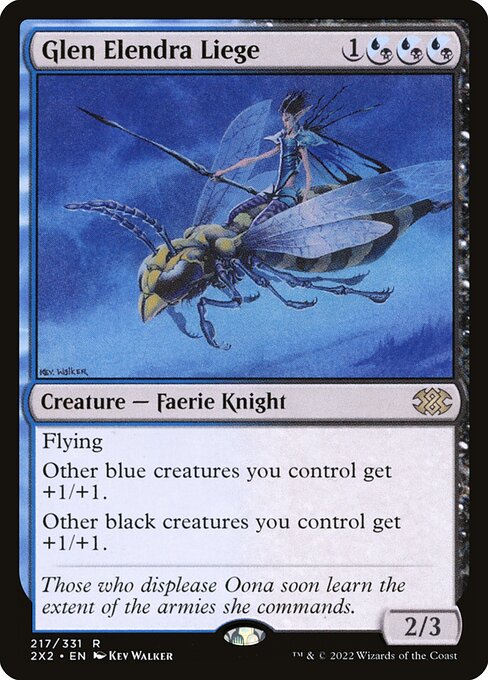 Glen Elendra Liege 1
KEV. WALKER
Creature — Faerie Knight
Flying
Other blue creatures you control get
+1/+1.
Other black creatures you control get
+1/+1.
Those who displease Oona soon learn the
extent of the armies she commands.
2/3
217/331 R
2X2 • EN Kev Walker
™ & © 2022 Wizards of the Coast